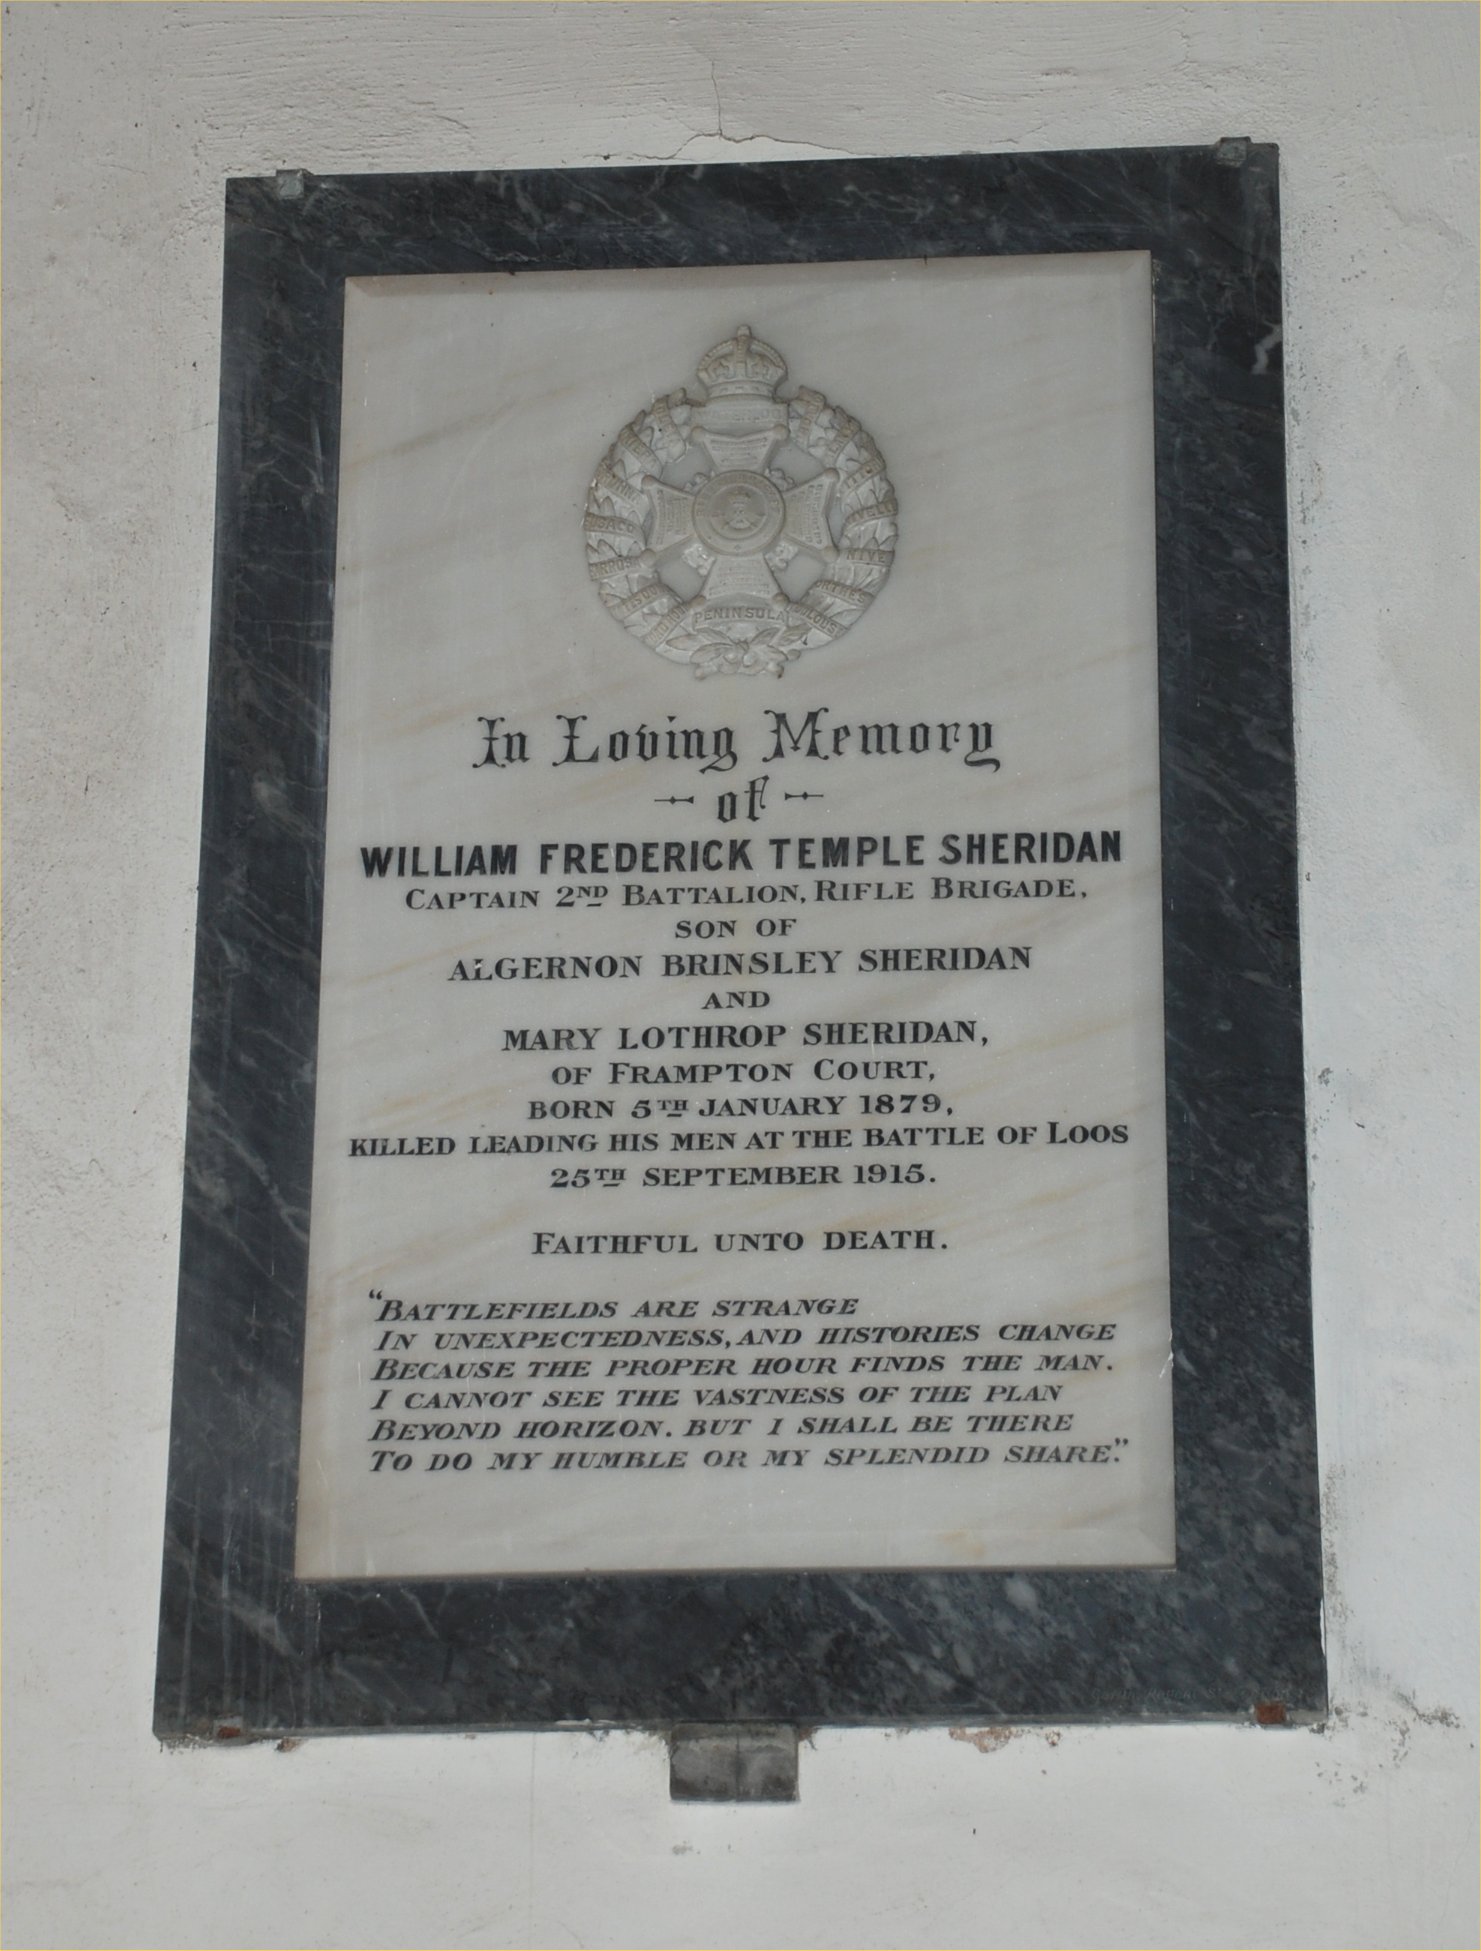 PENINSULA
NIVE
In Loving Memory
of
WILLIAM FREDERICK TEMPLE SHERIDAN
CAPTAIN 2ND BATTALION, RIFLE BRIGADE,
SON OF
ALGERNON BRINSLEY SHERIDAN
AND
MARY LOTHROP SHERIDAN,
OF FRAMPTON COURT,
BORN 5TH JANUARY 1879,
KILLED LEADING HIS MEN AT THE BATTLE OF LOOS
25TH SEPTEMBER 1915.
FAITHFUL UNTO DEATH.
"BATTLEFIELDS ARE STRANGE
IN UNEXPECTEDNESS, AND HISTORIES CHANGE
BECAUSE THE PROPER HOUR FINDS THE MAN.
I CANNOT SEE THE VASTNESS OF THE PLAN
BEYOND HORIZON. BUT I SHALL BE THERE
TO DO MY HUMBLE OR MY SPLENDID SHARE."